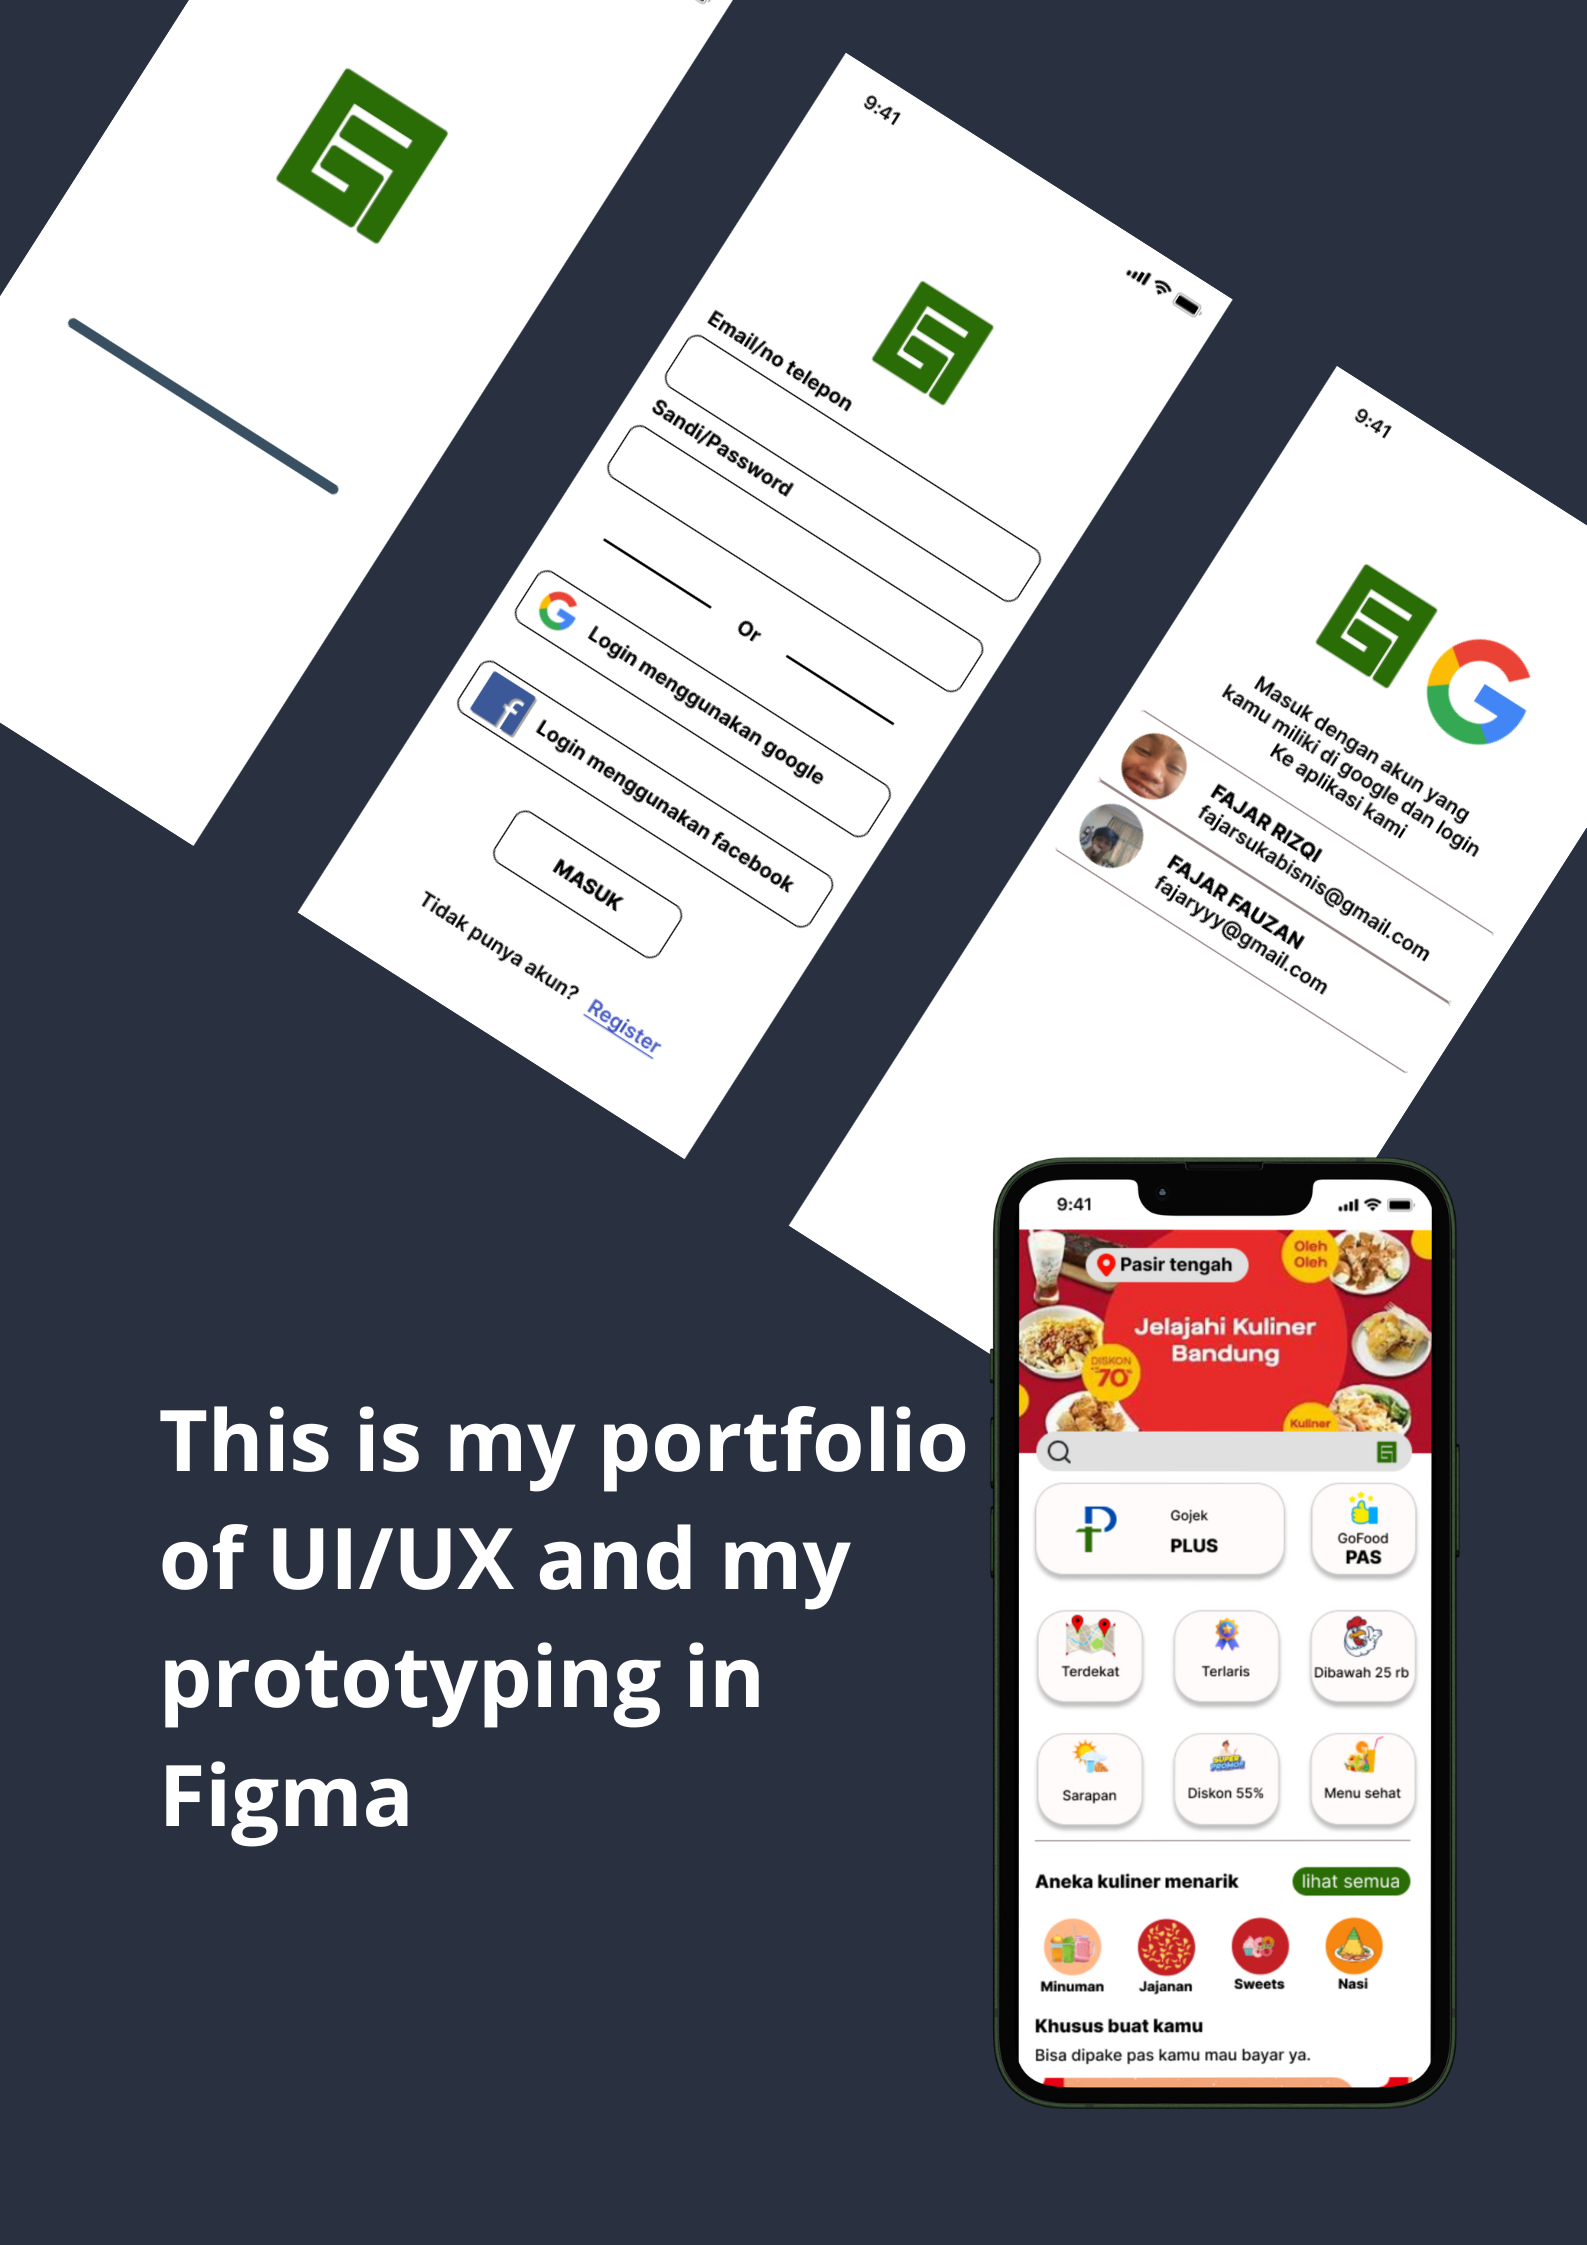 9:41
Email/no telepon
Sandi/Password
Or
Login menggunakan google
Login menggunakan facebook
MASUK
Tidak punya akun? Register
9:41
Masuk dengan akun yang
kamu miliki di google dan login
Ke aplikasi kami
FAJAR RIZQI
fajarsukabisnis@gmail.com
FAJAR FAUZAN
fajaryyy@gmail.com
This is my portfolio
of UI/UX and my
prototyping in
Figma
9:41
Pasir tengah
Oleh
Oleh
Jelajahi Kuliner
Bandung
DISKON
70%
Kuliner
Gojek
PLUS
GoFood
PAS
Terdekat
Terlaris
Dibawah 25 rb
Sarapan
SUPER
PROMO!!
Diskon 55%
Menu sehat
Aneka kuliner menarik
lihat semua
Minuman
Jajanan
Sweets
Nasi
Khusus buat kamu
Bisa dipake pas kamu mau bayar ya.